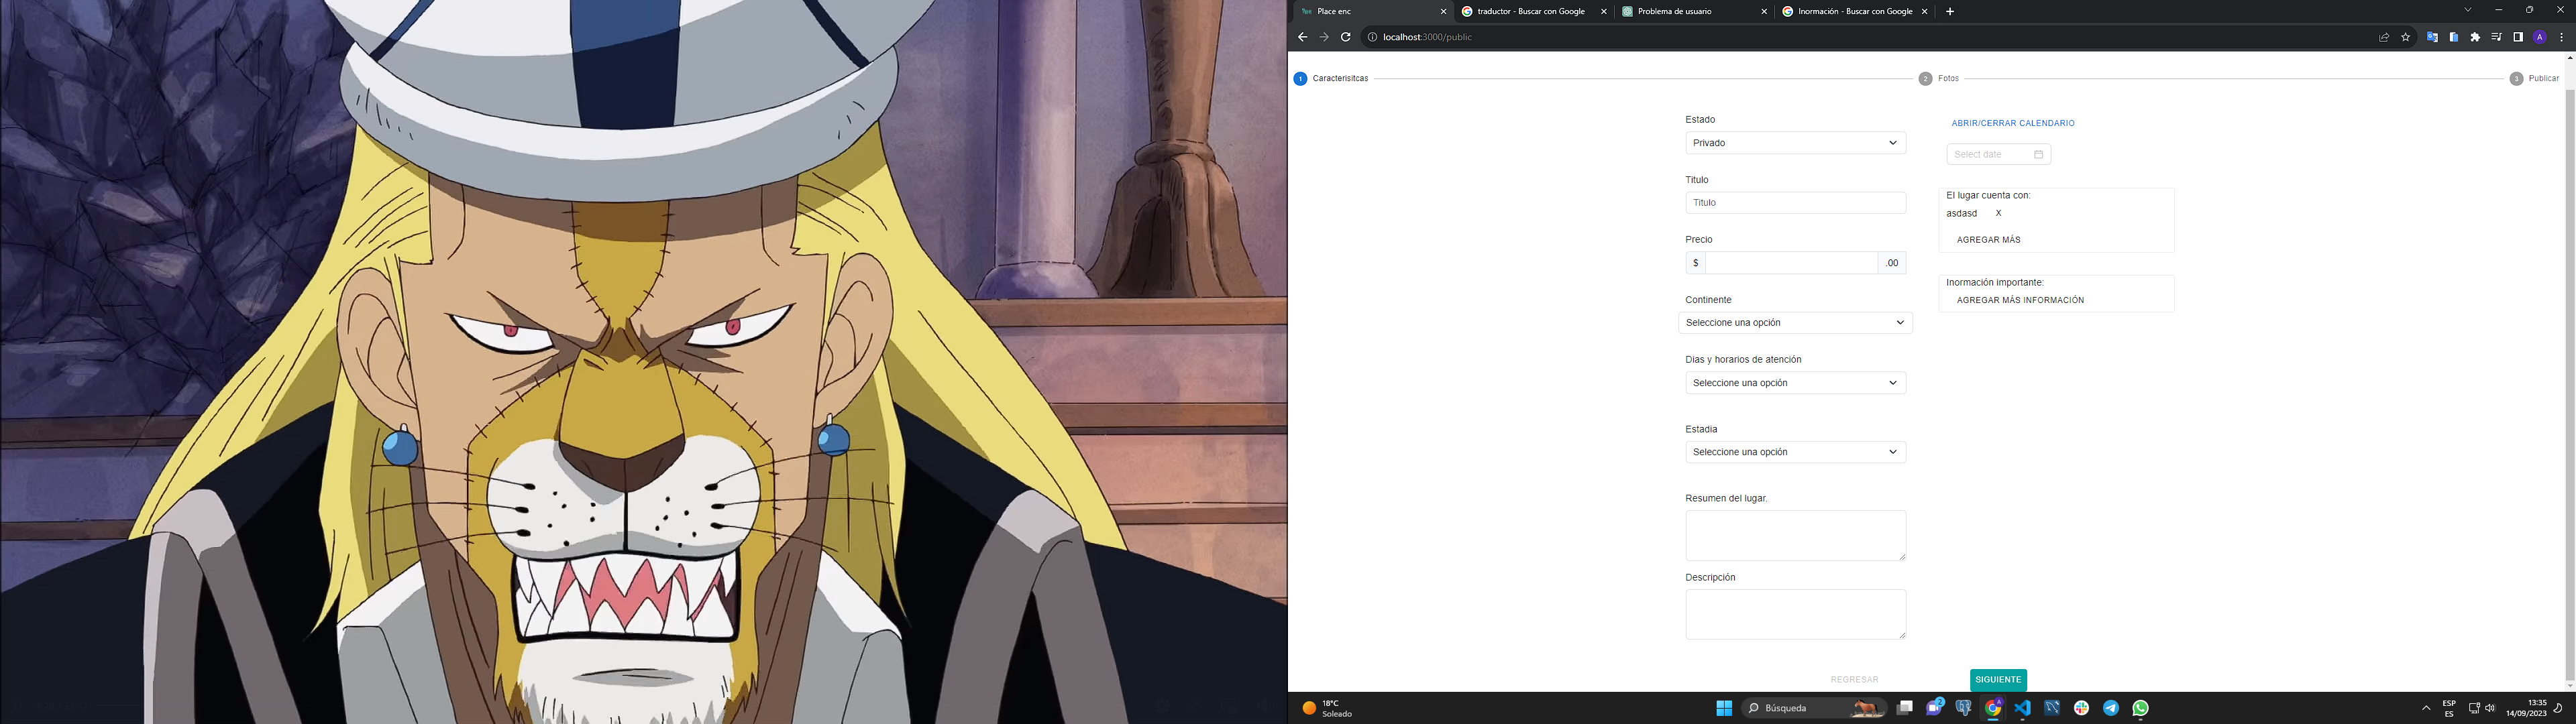 Place enc
traductor - Buscar con Google
Problema de usuario
Inormación - Buscar con Google
localhost:3000/public
1 Caracterisitcas
2 Fotos
3 Publicar
Estado
Privado
Titulo
Titulo
Precio
$ .00
Continente
Seleccione una opción
Dias y horarios de atención
Seleccione una opción
Estadia
Seleccione una opción
Resumen del lugar.
Descripción
ABRIR/CERRAR CALENDARIO
Select date
El lugar cuenta con:
asdasd X
AGREGAR MÁS
Inormación importante:
AGREGAR MÁS INFORMACIÓN
REGRESAR
SIGUIENTE
18°C
Soleado
Búsqueda
2
ESP
ES
13:35
14/09/2023